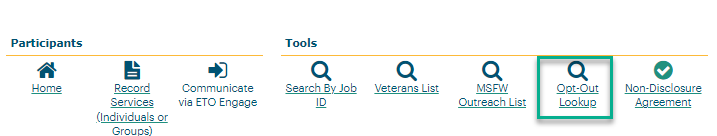 Participants
Tools
Home
Record
Services
(Individuals or
Groups)
Communicate
via ETO Engage
Search By Job
ID
Veterans List
MSFW
Outreach List
Opt-Out
Lookup
Non-Disclosure
Agreement